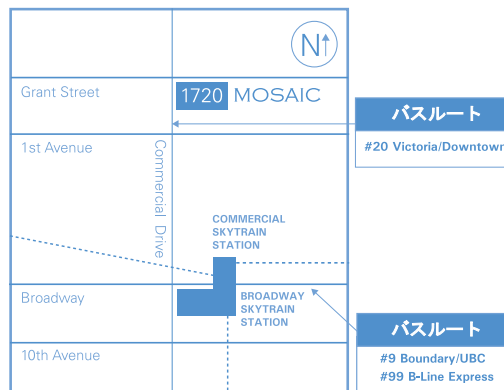 N
Grant Street
1720 MOSAIC
バスルート
#20 Victoria/Downtown
1st Avenue
Commercial Drive
COMMERCIAL
SKYTRAIN
STATION
Broadway
BROADWAY
SKYTRAIN
STATION
バスルート
#9 Boundary/UBC
#99 B-Line Express
10th Avenue